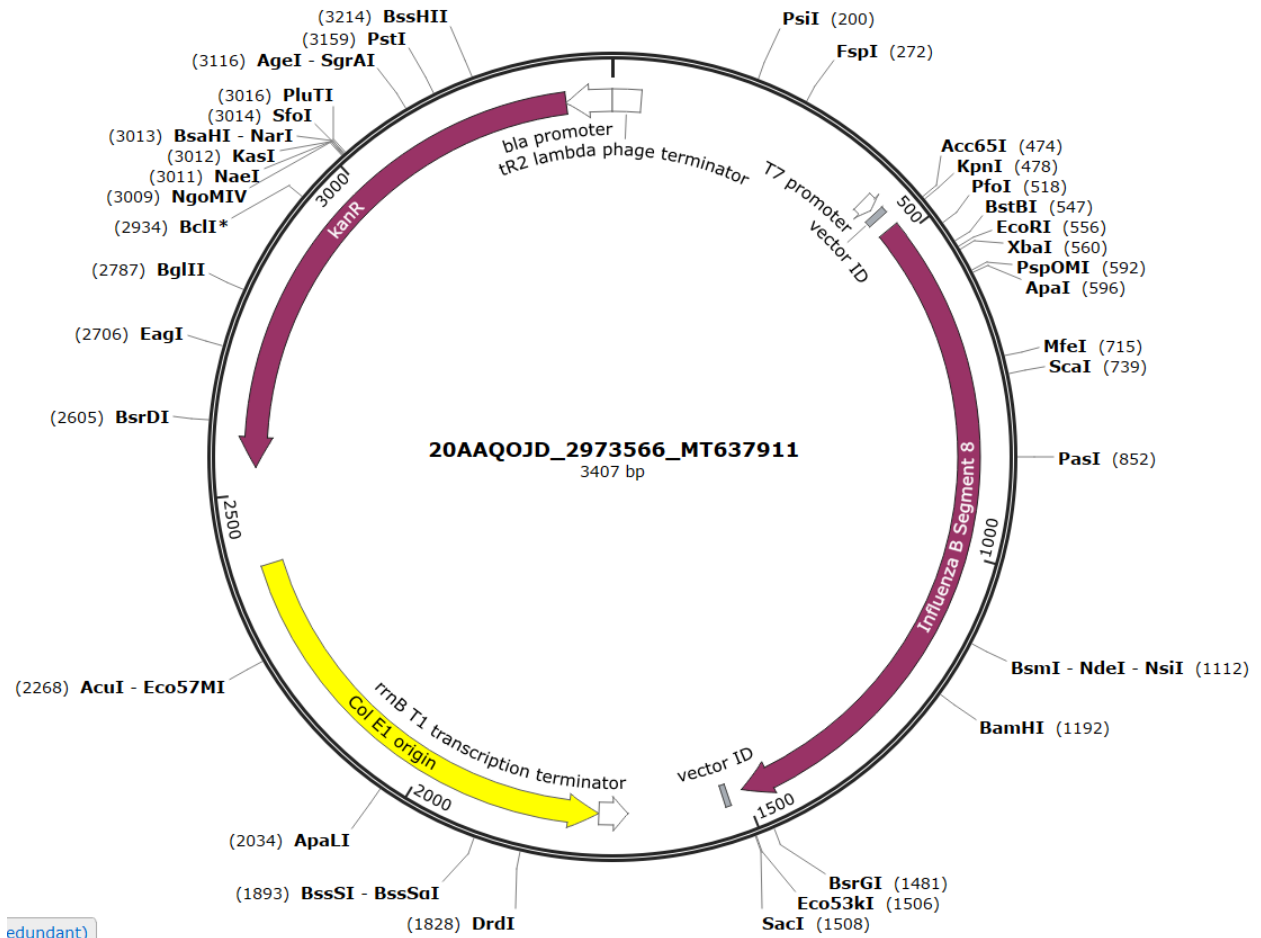 (3214) BssHII
(3159) PstI
(3116) AgeI - SgrAI
(3016) PluTI
(3014) SfoI
(3013) BsaHI - NarI
(3012) KasI
(3011) NaeI
(3009) NgoMIV
(2934) BclI*
(2787) BglII
(2706) EagI
(2605) BsrDI
(2268) AcuI - Eco57MI
(2034) ApaLI
(1893) BssSI - BssSαI
(1828) DrdI
PsiI (200)
FspI (272)
Acc65I (474)
KpnI (478)
PfoI (518)
BstBI (547)
EcoRI (556)
XbaI (560)
PspOMI (592)
ApaI (596)
MfeI (715)
ScaI (739)
PasI (852)
BsmI - NdeI - NsiI (1112)
BamHI (1192)
BsrGI (1481)
Eco53kI (1506)
SacI (1508)
bla promoter
tR2 lambda phage terminator
T7 promoter
vector ID
kanR
Influenza B Segment 8
20AAQOJD_2973566_MT637911
3407 bp
500
1000
1500
2000
2500
3000
vector ID
rrnB T1 transcription terminator
Col E1 origin
edundant)